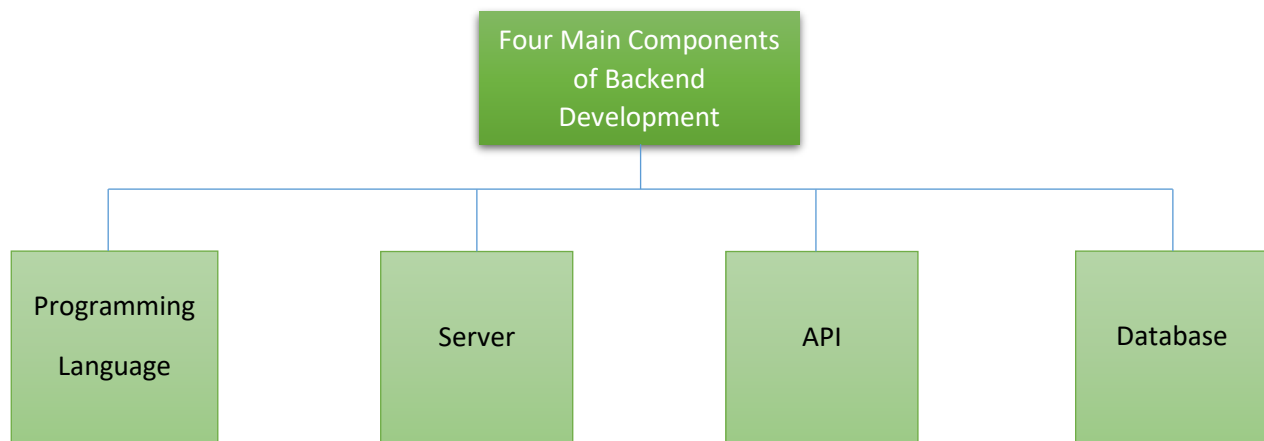 Four Main Components
of Backend
Development
Programming
Language
Server
API
Database